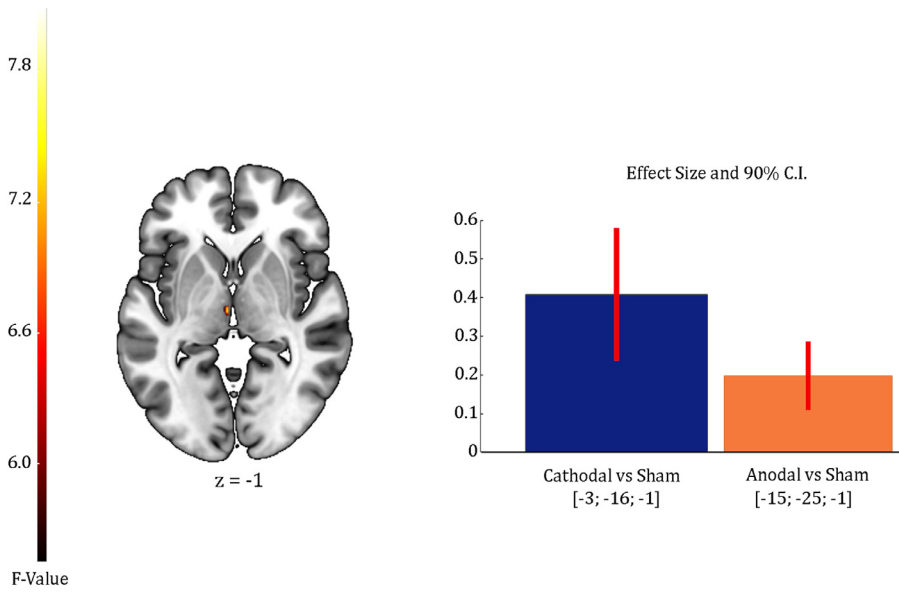 7.8
7.2
6.6
6.0
F-Value
z = -1
Effect Size and 90% C.I.
0.6
0.5
0.4
0.3
0.2
0.1
0
Cathodal vs Sham
[-3; -16; -1]
Anodal vs Sham
[-15; -25; -1]